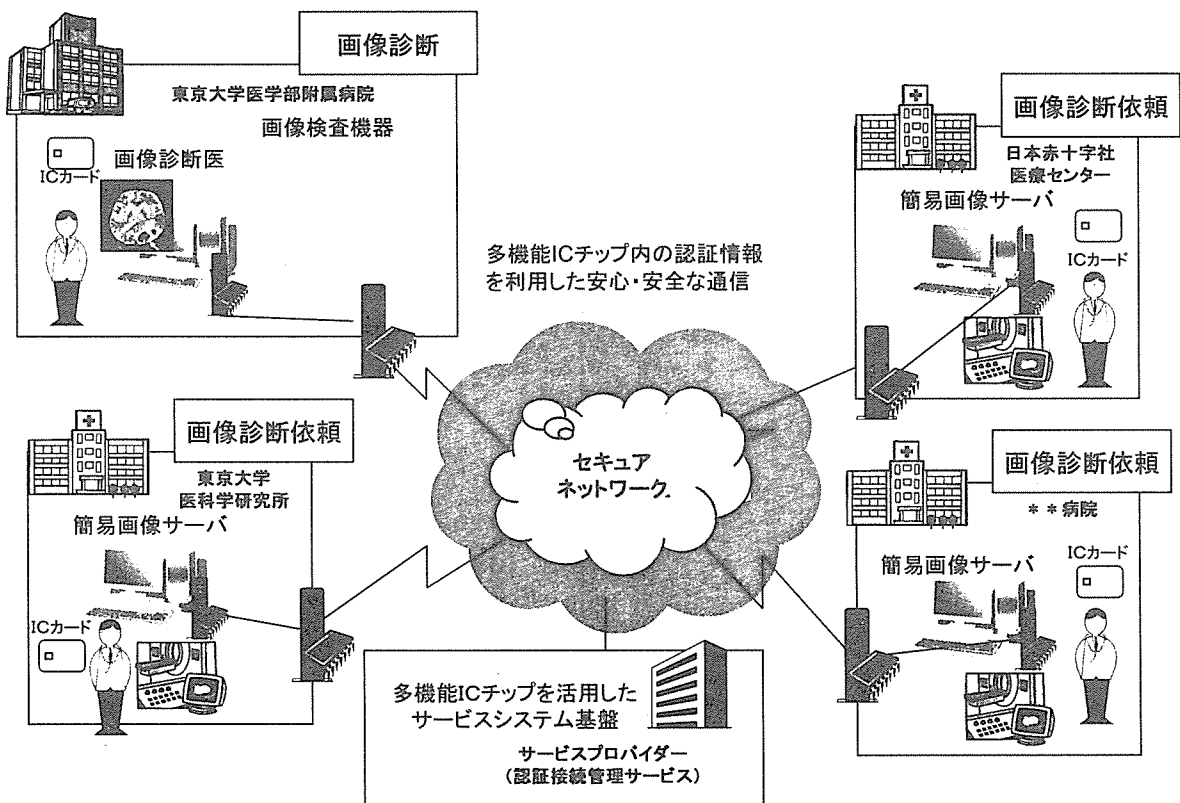 画像診断
東京大学医学部附属病院
画像検査機器
画像診断医
ICカード
画像診断依頼
日本赤十字社
医療センター
簡易画像サーバ
ICカード
多機能ICチップ内の認証情報
を利用した安心・安全な通信
セキュア
ネットワーク
画像診断依頼
東京大学
医科学研究所
簡易画像サーバ
ICカード
画像診断依頼
**病院
ICカード
簡易画像サーバ
多機能ICチップを活用した
サービスシステム基盤
サービスプロバイダー
(認証接続管理サービス)